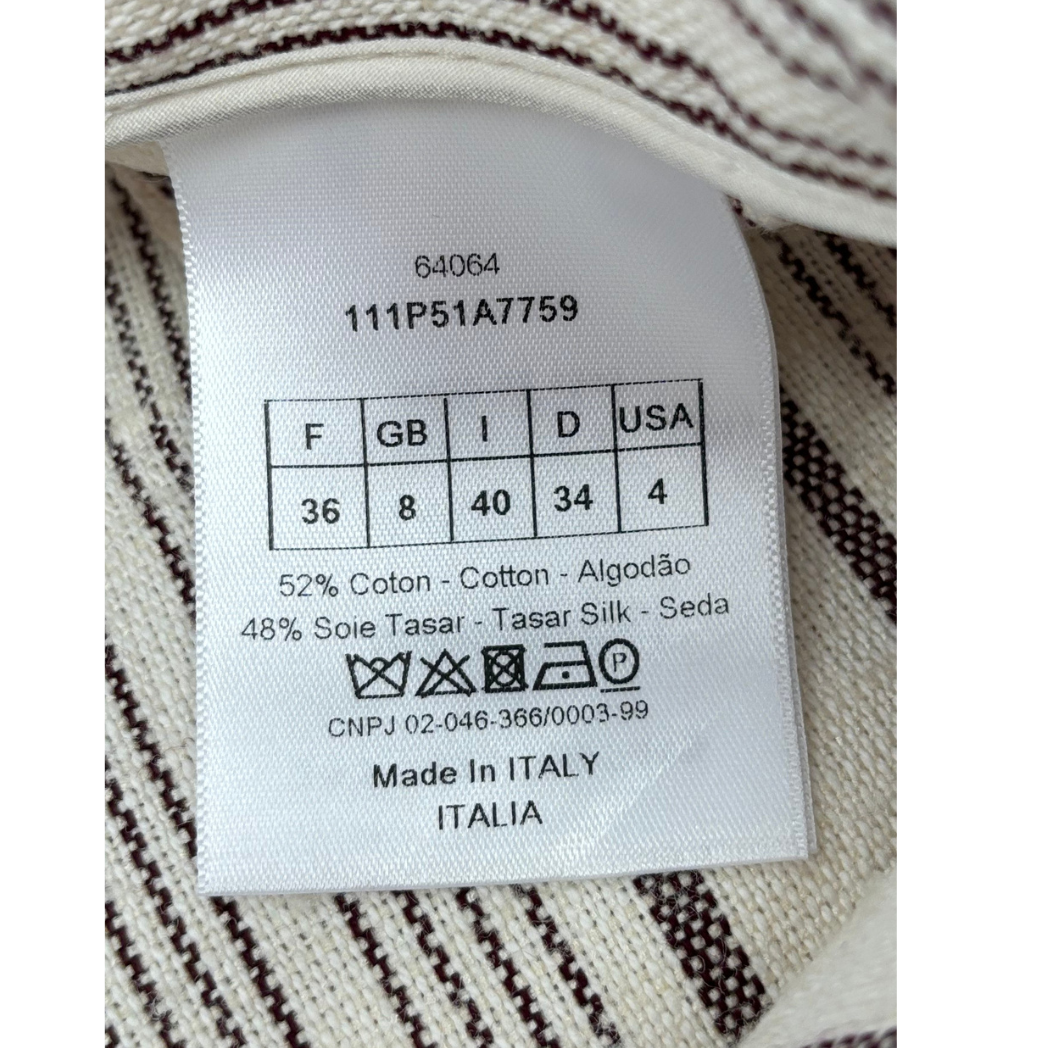 64064
111P51A7759
F GB I D USA
36 8 40 34 4
52% Coton - Cotton - Algodão
48% Soie Tasar - Tasar Silk - Seda
P
CNPJ 02-046-366/0003-99
Made In ITALY
ITALIA